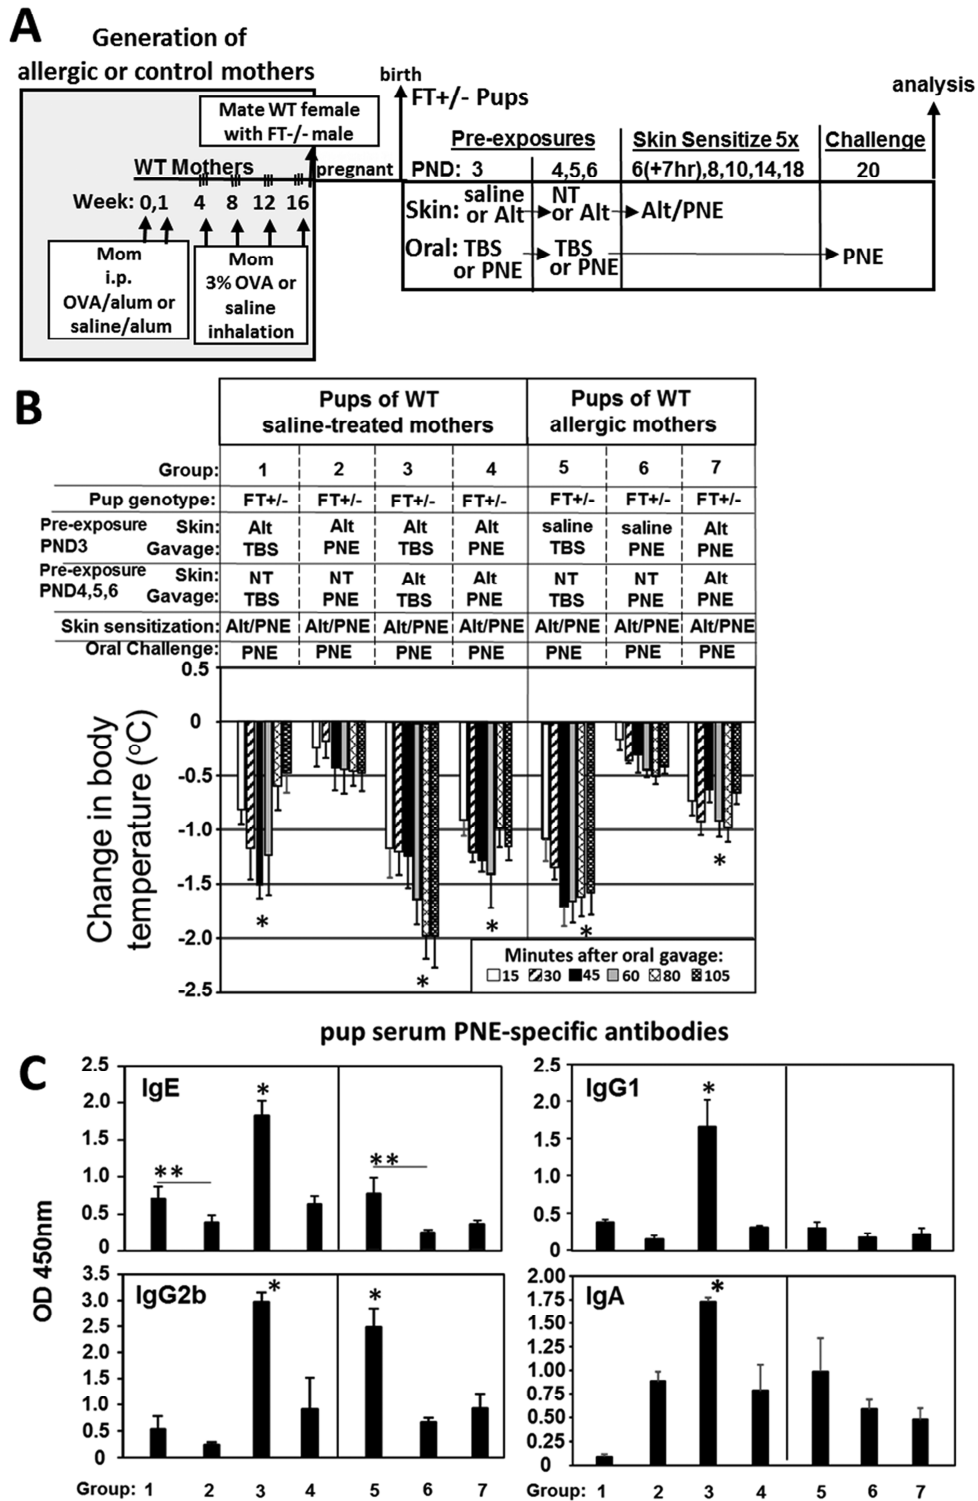 A
Generation of
allergic or control mothers
Mate WT female
with FT-/- male
WT Mothers
pregnant
Week: 0,1 4 8 12 16
Mom
i.p.
OVA/alum or
saline/alum
Mom
3% OVA or
saline
inhalation
birth
FT+/- Pups
analysis
Pre-exposures Skin Sensitize 5x Challenge
PND: 3 4,5,6 6(+7hr),8,10,14,18 20
Skin: saline or Alt NT or Alt Alt/PNE
Oral: TBS or PNE TBS or PNE PNE
B
Pups of WT
saline-treated mothers
Pups of WT
allergic mothers
Group: 1 2 3 4 5 6 7
Pup genotype: FT+/- FT+/- FT+/- FT+/- FT+/- FT+/- FT+/-
Pre-exposure Skin: Alt Alt Alt Alt saline saline Alt
PND3 Gavage: TBS PNE TBS PNE TBS PNE PNE
Pre-exposure Skin: NT NT Alt Alt NT NT Alt
PND4,5,6 Gavage: TBS PNE TBS PNE TBS PNE PNE
Skin sensitization: Alt/PNE Alt/PNE Alt/PNE Alt/PNE Alt/PNE Alt/PNE Alt/PNE
Oral Challenge: PNE PNE PNE PNE PNE PNE PNE
Change in body
temperature (oC)
0.5
0
-0.5
-1.0
-1.5
-2.0
-2.5
* * * * *
Minutes after oral gavage:
15 30 45 60 80 105
pup serum PNE-specific antibodies
C
OD 450nm
IgE
2.5
2.0
1.5
1.0
0.5
0
** * **
IgG1
2.5
2.0
1.5
1.0
0.5
0
*
IgG2b
3.5
3.0
2.5
2.0
1.5
1.0
0.5
0
* *
Group: 1 2 3 4 5 6 7
IgA
2.00
1.75
1.50
1.25
1.00
0.75
0.50
0.25
0
*
Group: 1 2 3 4 5 6 7